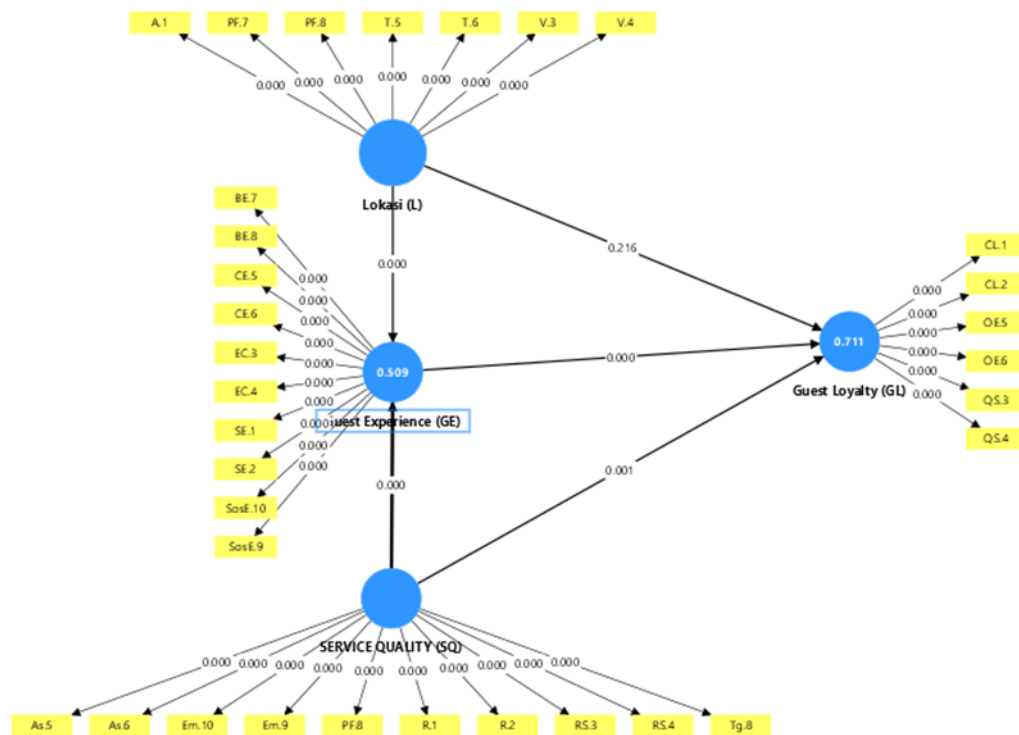 A.1 PF.7 PF.8 T.5 T.6 V.3 V.4
0.000 0.000 0.000 0.000 0.000 0.000 0.000
Lokasi (L)
0.000
0.216
BE.7
BE.8
CE.5
CE.6
EC.3
EC.4
SE.1
SE.2
SosE.10
SosE.9
0.000
0.000
0.000
0.000
0.000
0.000
0.000
0.000
0.000
0.000
0.509
uest Experience (GE)
0.000
0.000
0.001
0.711
Guest Loyalty (GL)
0.000
0.000
0.000
0.000
0.000
0.000
CL.1
CL.2
OE.5
OE.6
QS.3
QS.4
SERVICE QUALITY (SQ)
0.000 0.000 0.000 0.000 0.000 0.000 0.000 0.000 0.000 0.000
As.5 As.6 Em.10 Em.9 PF.8 R.1 R.2 RS.3 RS.4 Tg.8